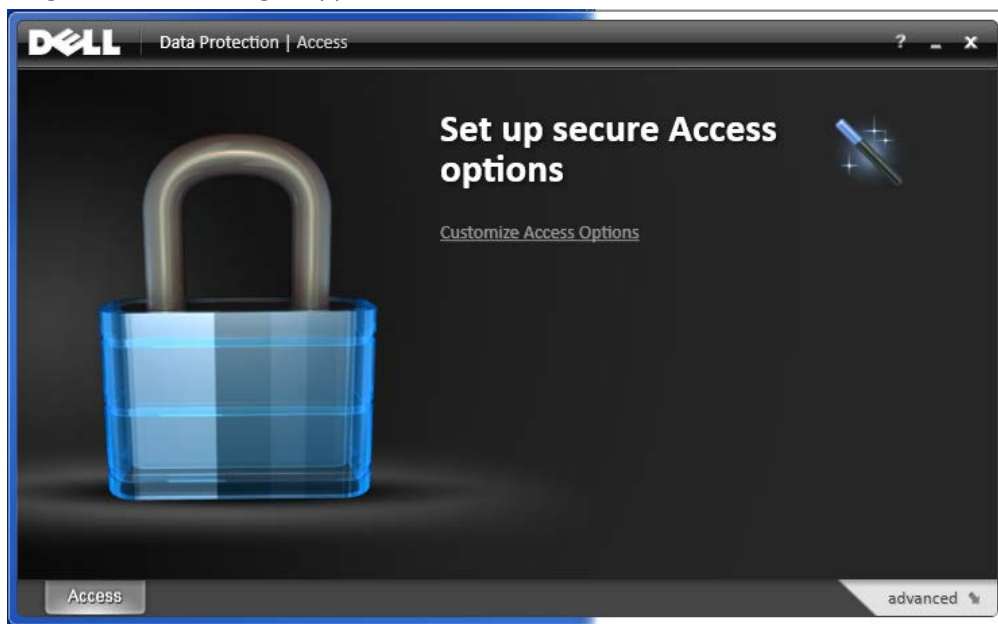 DELL Data Protection | Access ? – x
Set up secure Access
options
Customize Access Options
Access
advanced